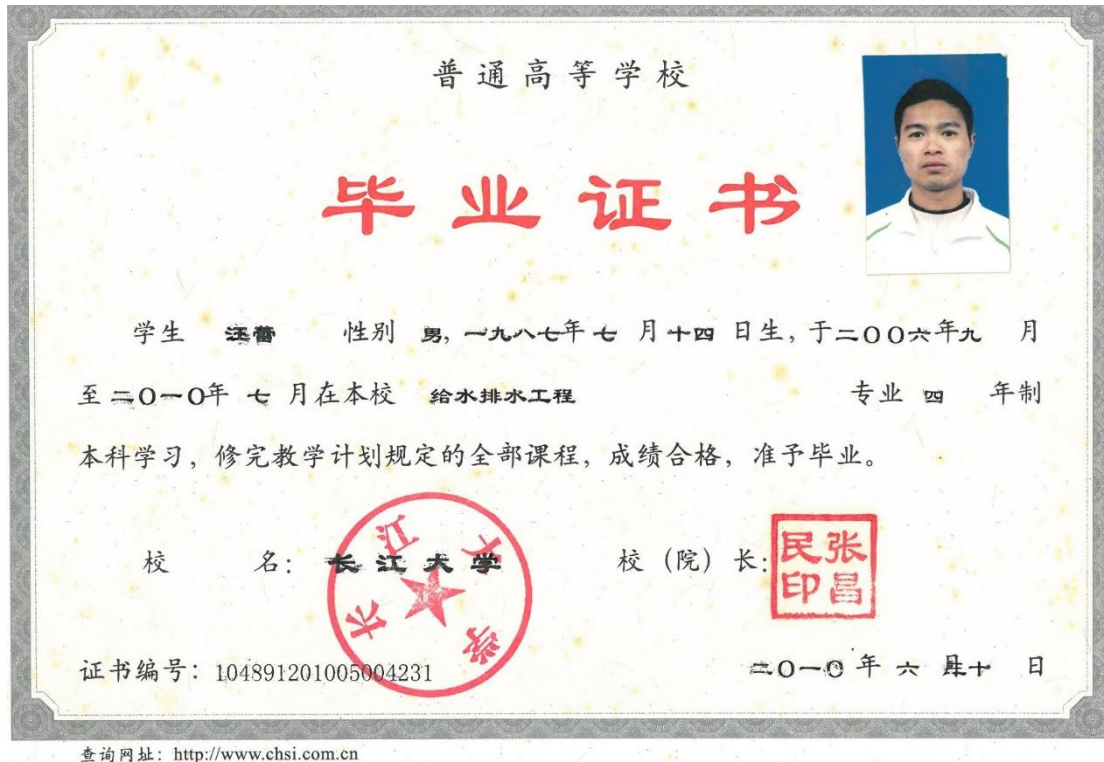 普通高等学校
毕业证书
学生 汪蕾 性别 男, 一九八七年 七 月 十四 日生, 于二〇〇六年九 月
至 二〇一〇年 七 月在本校 给水排水工程 专业 四 年制
本科学习, 修完教学计划规定的全部课程, 成绩合格, 准予毕业。
校 名: 长江大学 校(院)长:
长江大学
张昌民印
证书编号: 104891201005004231 二〇一〇 年 六 月 十 日
查询网址: http://www.chsi.com.cn